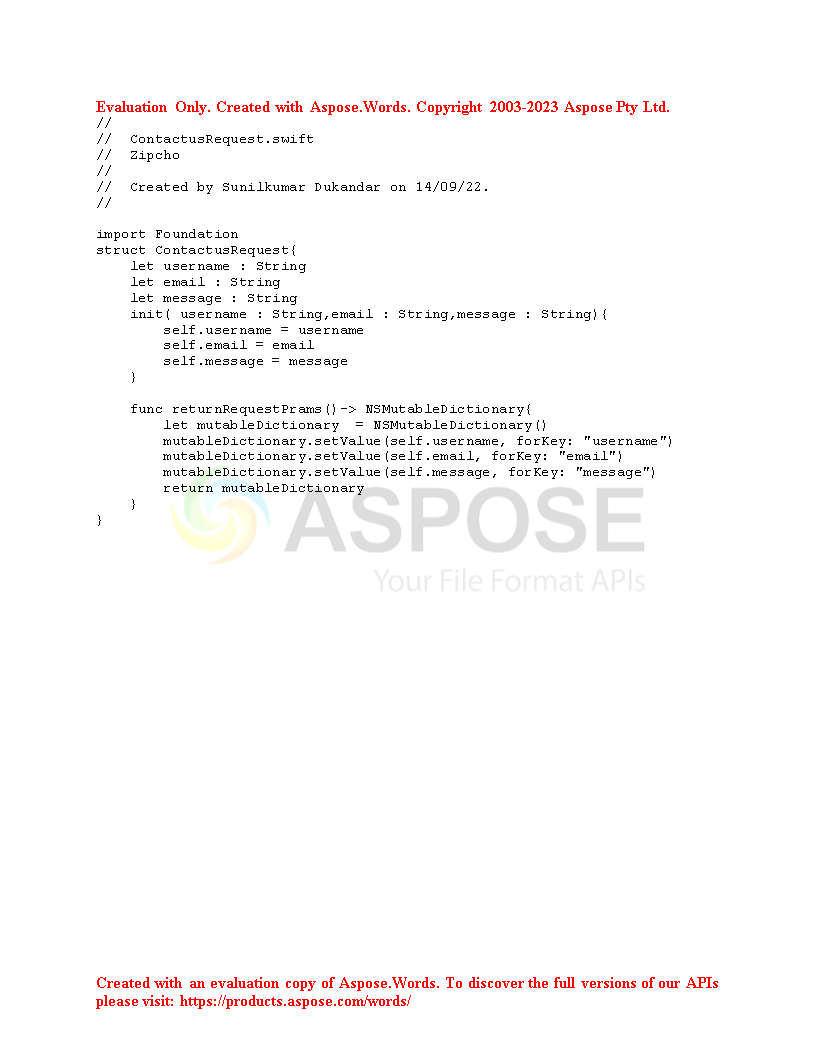 Evaluation Only. Created with Aspose.Words. Copyright 2003-2023 Aspose Pty Ltd.
//
//  ContactusRequest.swift
//  Zipcho
//
//  Created by Sunilkumar Dukandar on 14/09/22.
//

import Foundation
struct ContactusRequest{
    let username : String
    let email : String
    let message : String
    init( username : String,email : String,message : String){
        self.username = username
        self.email = email
        self.message = message
    }

    func returnRequestPrams()-> NSMutableDictionary{
        let mutableDictionary  = NSMutableDictionary()
        mutableDictionary.setValue(self.username, forKey: "username")
        mutableDictionary.setValue(self.email, forKey: "email")
        mutableDictionary.setValue(self.message, forKey: "message")
        return mutableDictionary
    }
}
ASPOSE
Your File Format APIs
Created with an evaluation copy of Aspose.Words. To discover the full versions of our APIs
please visit: https://products.aspose.com/words/